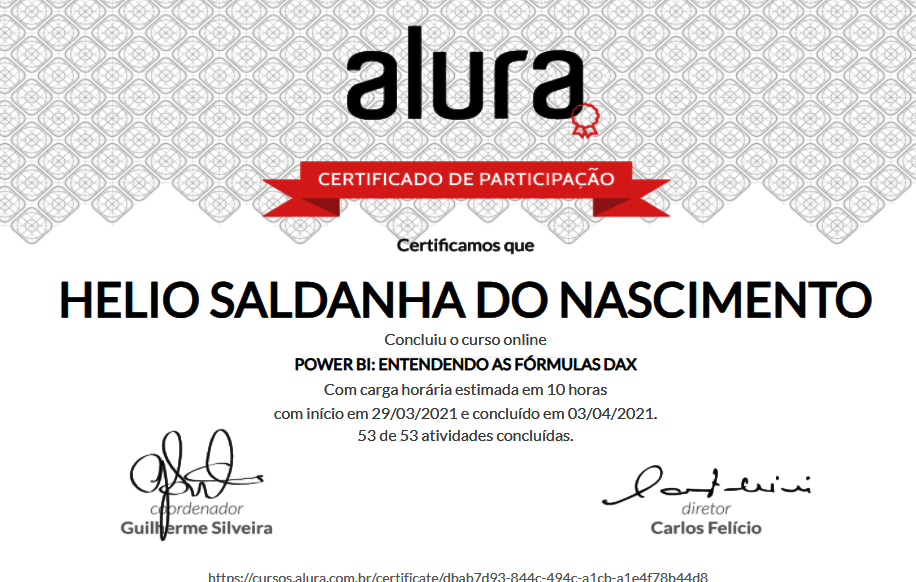 alura
CERTIFICADO DE PARTICIPAÇÃO
Certificamos que
HELIO SALDANHA DO NASCIMENTO
Concluiu o curso online
POWER BI: ENTENDENDO AS FÓRMULAS DAX
Com carga horária estimada em 10 horas
com início em 29/03/2021 e concluído em 03/04/2021.
53 de 53 atividades concluídas.
coordenador
Guilherme Silveira
diretor
Carlos Felício
https://cursos.alura.com.br/certificate/dbab7d93-844c-494c-a1cb-a1e4f78b44d8